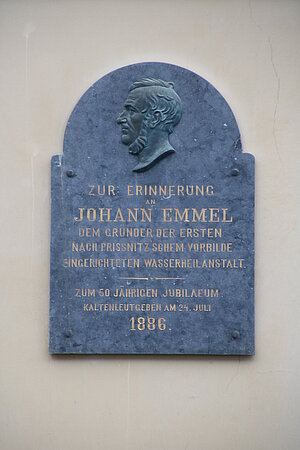 ZUR ERINNERUNG
AN
JOHANN EMMEL
DEM GRÜNDER DER ERSTEN
NACH PRISSNITZ'SCHEM VORBILDE
EINGERICHTETEN WASSERHEILANSTALT.
ZUM 50 JÄHRIGEN JUBILAEUM.
KALTENLEUTGEBEN AM 24. JULI
1886.